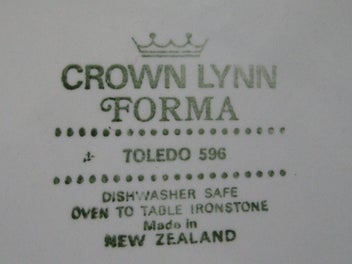 CROWN LYNN
FORMA
TOLEDO 596
DISHWASHER SAFE
OVEN TO TABLE IRONSTONE
Made in
NEW ZEALAND